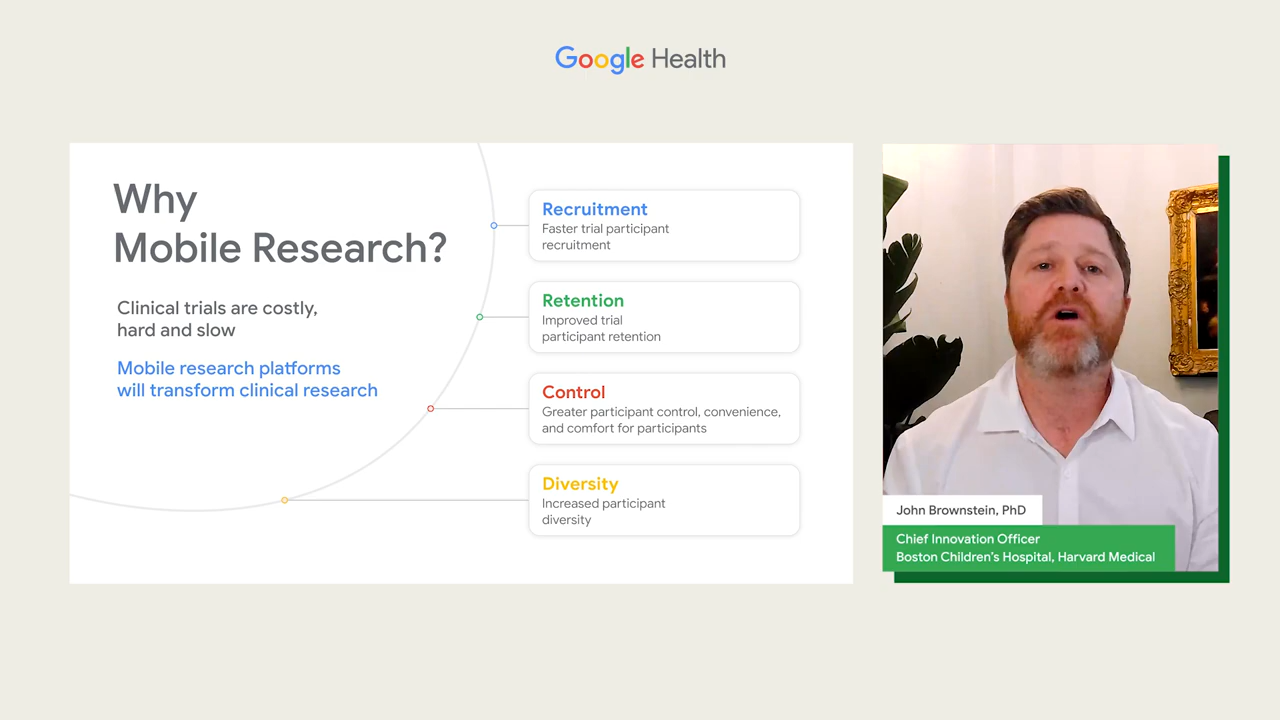 Google Health
Why
Mobile Research?
Clinical trials are costly,
hard and slow
Mobile research platforms
will transform clinical research
Recruitment
Faster trial participant
recruitment
Retention
Improved trial
participant retention
Control
Greater participant control, convenience,
and comfort for participants
Diversity
Increased participant
diversity
John Brownstein, PhD
Chief Innovation Officer
Boston Children's Hospital, Harvard Medical